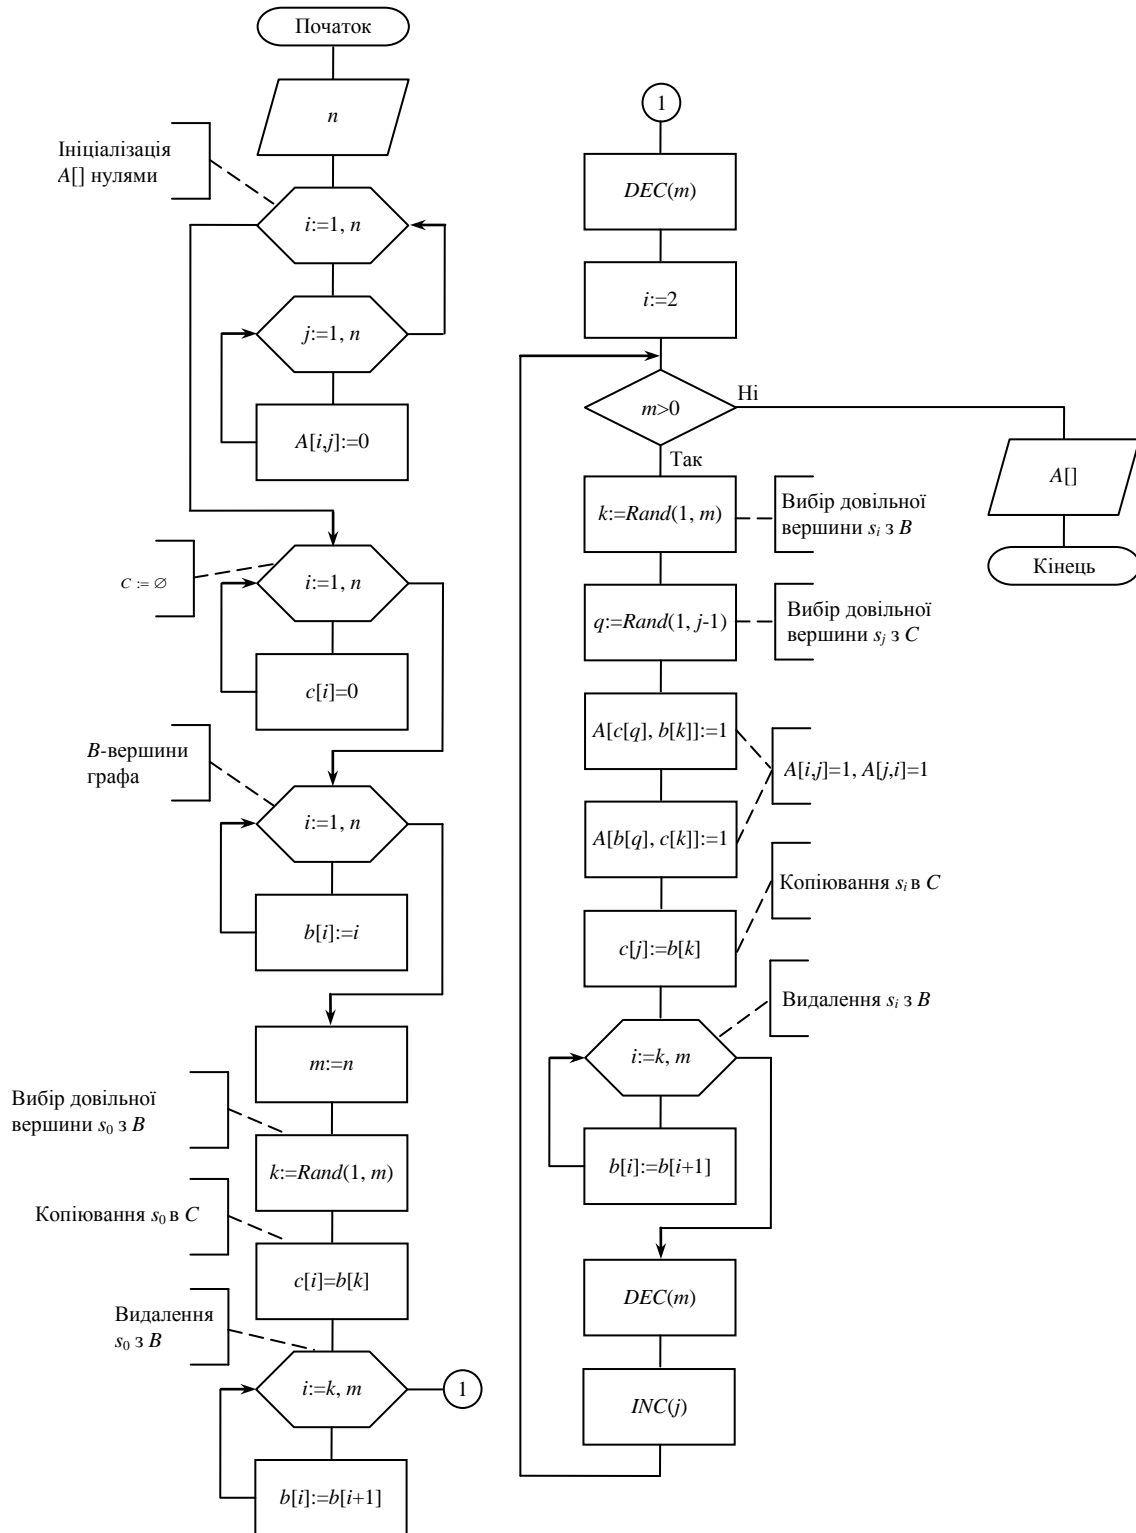 Початок
n
Ініціалізація
A[] нулями
i:=1, n
j:=1, n
A[i,j]:=0
C := ∅
i:=1, n
c[i]=0
B-вершини
графа
i:=1, n
b[i]:=i
m:=n
Вибір довільної
вершини s0 з B
k:=Rand(1, m)
Копіювання s0 в C
c[i]=b[k]
Видалення
s0 з B
i:=k, m
1
b[i]:=b[i+1]
1
DEC(m)
i:=2
m>0
Ні
Так
A[]
Кінець
k:=Rand(1, m)
Вибір довільної
вершини si з B
q:=Rand(1, j-1)
Вибір довільної
вершини sj з C
A[c[q], b[k]]:=1
A[i,j]=1, A[j,i]=1
A[b[q], c[k]]:=1
Копіювання si в C
c[j]:=b[k]
Видалення si з B
i:=k, m
b[i]:=b[i+1]
DEC(m)
INC(j)